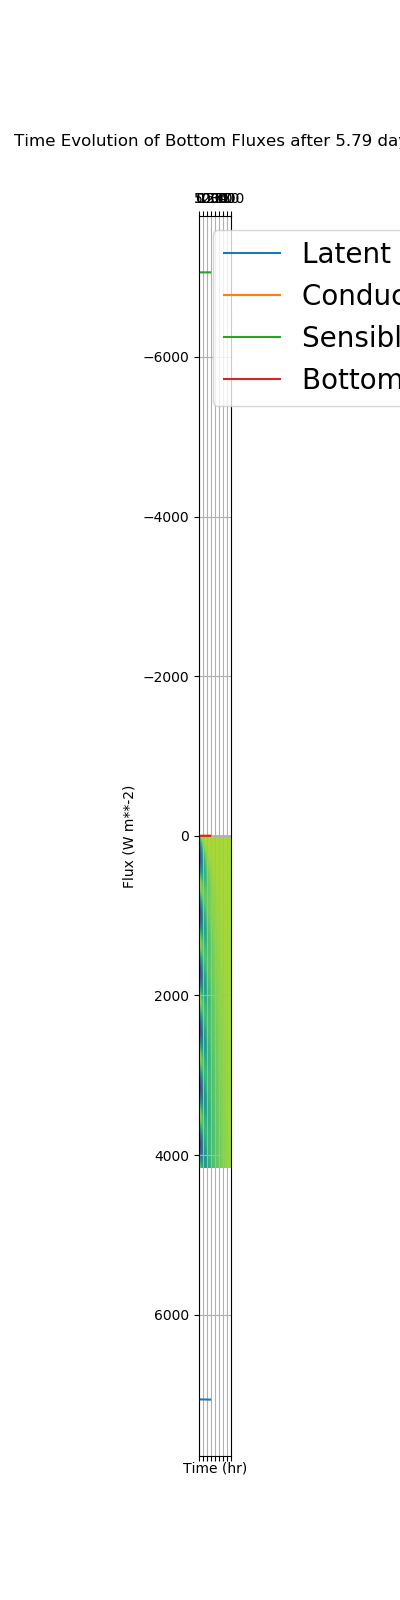 Time Evolution of Bottom Fluxes after 5.79 day
Latent
Conduc
Sensibl
Bottom
−6000
−4000
−2000
0
2000
4000
6000
Flux (W m**-2)
Time (hr)